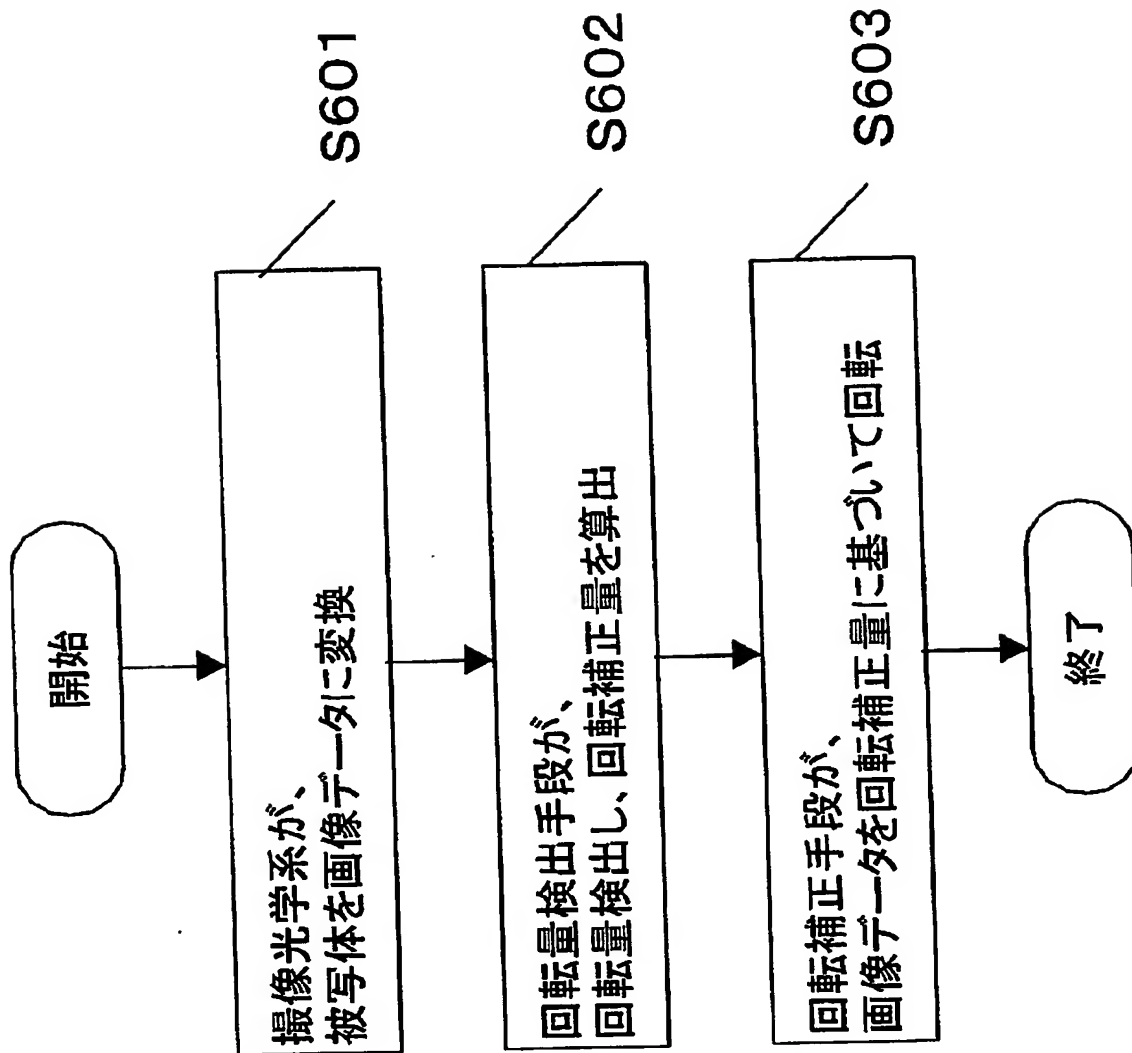 開始
撮像光学系が、
被写体を画像データに変換
S601
回転量検出手段が、
回転量検出し、回転補正量を算出
S602
回転補正手段が、
画像データを回転補正量に基づいて回転
S603
終了